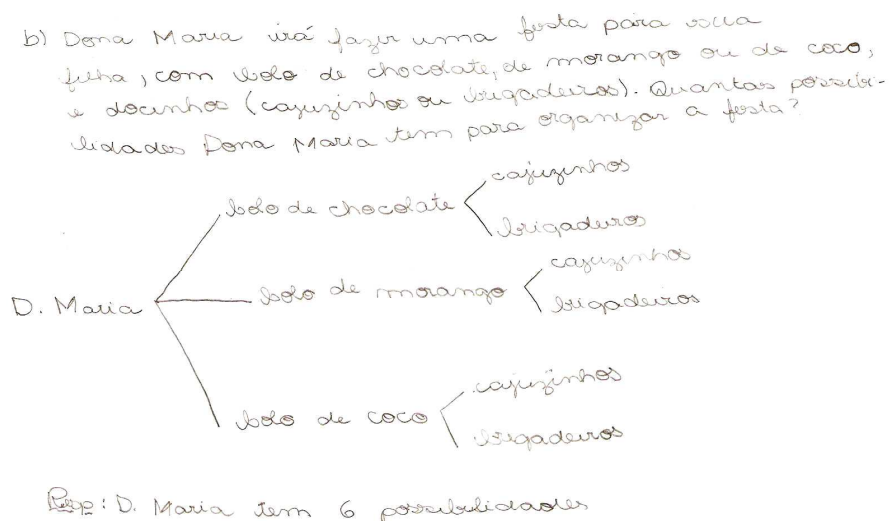 b) Dona Maria irá fazer uma festa para sua
filha, com bolo de chocolate, de morango ou de coco,
e docinhos (cajuzinhos ou brigadeiros). Quantas possibi-
lidades Dona Maria tem para organizar a festa?
cajuzinhos
bolo de chocolate
brigadeiros
cajuzinhos
D. Maria
bolo de morango
brigadeiros
cajuzinhos
bolo de coco
brigadeiros
Resp: D. Maria tem 6 possibilidades